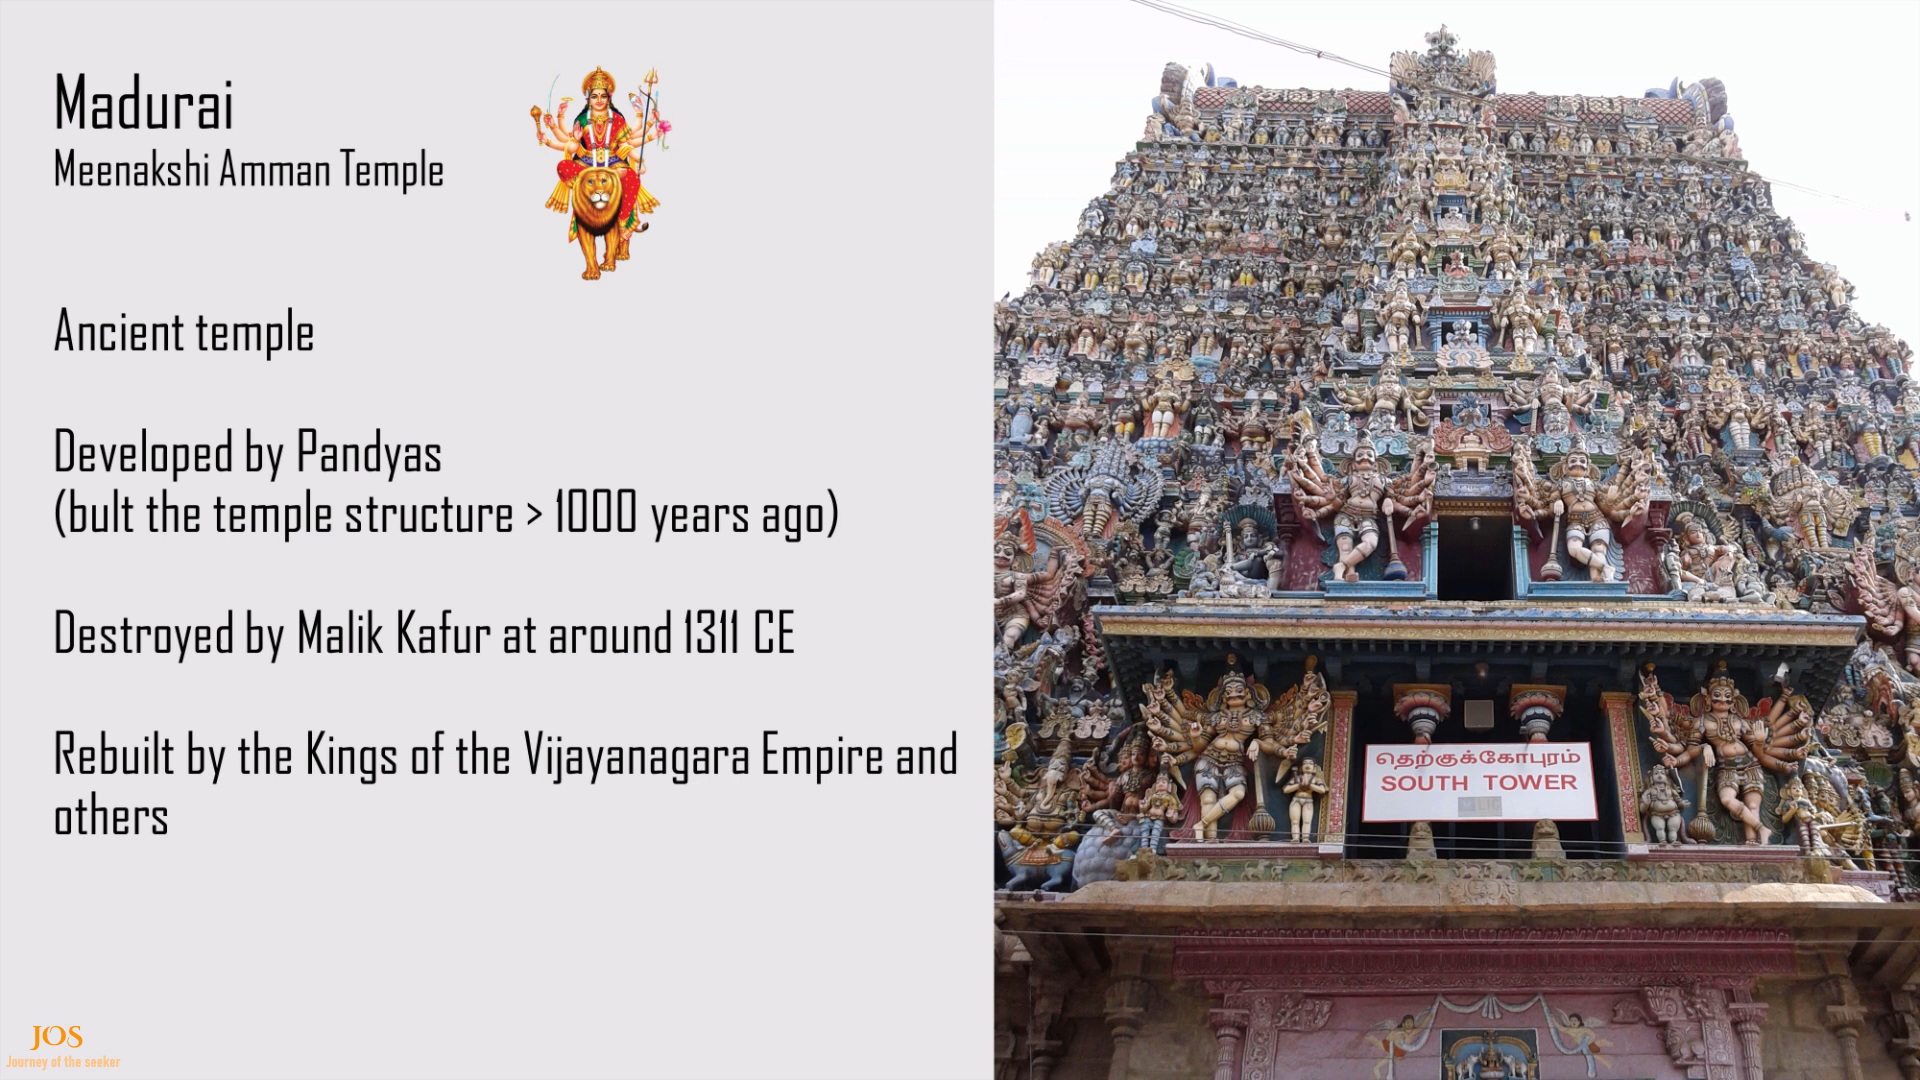 Madurai
Meenakshi Amman Temple
Ancient temple
Developed by Pandyas
(bult the temple structure > 1000 years ago)
Destroyed by Malik Kafur at around 1311 CE
Rebuilt by the Kings of the Vijayanagara Empire and
others
JOS
Journey of the seeker
தெற்குக்கோபுரம்
SOUTH TOWER
LIC